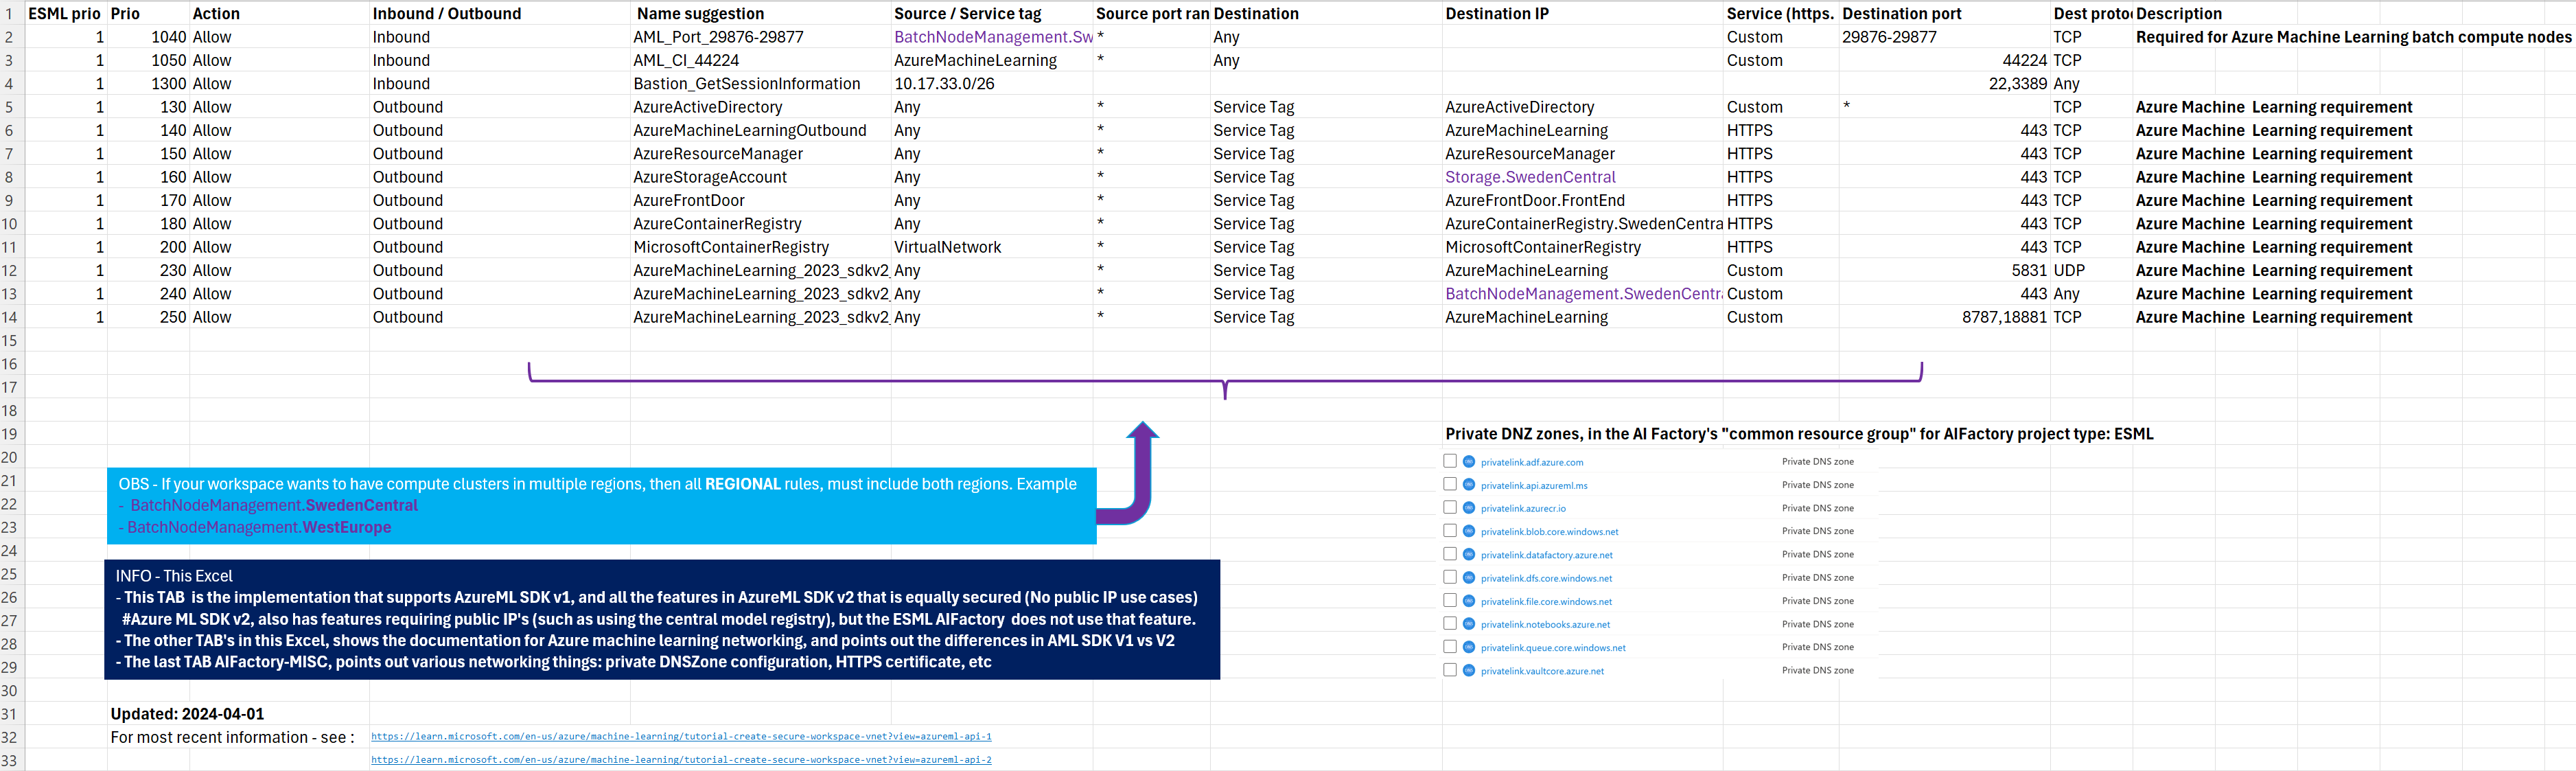 1 ESML prio Prio Action Inbound / Outbound Name suggestion Source / Service tag Source port ran Destination Destination IP Service (https. Destination port Dest proto Description
2 1 1040 Allow Inbound AML_Port_29876-29877 BatchNodeManagement.Sw * Any Custom 29876-29877 TCP Required for Azure Machine Learning batch compute nodes
3 1 1050 Allow Inbound AML_CI_44224 AzureMachineLearning * Any Custom 44224 TCP
4 1 1300 Allow Inbound Bastion_GetSessionInformation 10.17.33.0/26 22,3389 Any
5 1 130 Allow Outbound AzureActiveDirectory Any * Service Tag AzureActiveDirectory Custom * TCP Azure Machine Learning requirement
6 1 140 Allow Outbound AzureMachineLearningOutbound Any * Service Tag AzureMachineLearning HTTPS 443 TCP Azure Machine Learning requirement
7 1 150 Allow Outbound AzureResourceManager Any * Service Tag AzureResourceManager HTTPS 443 TCP Azure Machine Learning requirement
8 1 160 Allow Outbound AzureStorageAccount Any * Service Tag Storage.SwedenCentral HTTPS 443 TCP Azure Machine Learning requirement
9 1 170 Allow Outbound AzureFrontDoor Any * Service Tag AzureFrontDoor.FrontEnd HTTPS 443 TCP Azure Machine Learning requirement
10 1 180 Allow Outbound AzureContainerRegistry Any * Service Tag AzureContainerRegistry.SwedenCentra HTTPS 443 TCP Azure Machine Learning requirement
11 1 200 Allow Outbound MicrosoftContainerRegistry VirtualNetwork * Service Tag MicrosoftContainerRegistry HTTPS 443 TCP Azure Machine Learning requirement
12 1 230 Allow Outbound AzureMachineLearning_2023_sdkv2_ Any * Service Tag AzureMachineLearning Custom 5831 UDP Azure Machine Learning requirement
13 1 240 Allow Outbound AzureMachineLearning_2023_sdkv2_ Any * Service Tag BatchNodeManagement.SwedenCentra Custom 443 Any Azure Machine Learning requirement
14 1 250 Allow Outbound AzureMachineLearning_2023_sdkv2_ Any * Service Tag AzureMachineLearning Custom 8787,18881 TCP Azure Machine Learning requirement
15
16
17
18
19
20
21
22
23
24
25
26
27
28
29
30
31
32
33
OBS - If your workspace wants to have compute clusters in multiple regions, then all REGIONAL rules, must include both regions. Example
- BatchNodeManagement.SwedenCentral
- BatchNodeManagement.WestEurope
INFO - This Excel
- This TAB is the implementation that supports AzureML SDK v1, and all the features in AzureML SDK v2 that is equally secured (No public IP use cases)
#Azure ML SDK v2, also has features requiring public IP's (such as using the central model registry), but the ESML AIFactory does not use that feature.
- The other TAB's in this Excel, shows the documentation for Azure machine learning networking, and points out the differences in AML SDK V1 vs V2
- The last TAB AIFactory-MISC, points out various networking things: private DNSZone configuration, HTTPS certificate, etc
Private DNZ zones, in the AI Factory's "common resource group" for AIFactory project type: ESML
privatelink.adf.azure.com Private DNS zone
privatelink.api.azureml.ms Private DNS zone
privatelink.azurecr.io Private DNS zone
privatelink.blob.core.windows.net Private DNS zone
privatelink.datafactory.azure.net Private DNS zone
privatelink.dfs.core.windows.net Private DNS zone
privatelink.file.core.windows.net Private DNS zone
privatelink.notebooks.azure.net Private DNS zone
privatelink.queue.core.windows.net Private DNS zone
privatelink.vaultcore.azure.net Private DNS zone
Updated: 2024-04-01
For most recent information - see : https://learn.microsoft.com/en-us/azure/machine-learning/tutorial-create-secure-workspace-vnet?view=azureml-api-1
https://learn.microsoft.com/en-us/azure/machine-learning/tutorial-create-secure-workspace-vnet?view=azureml-api-2